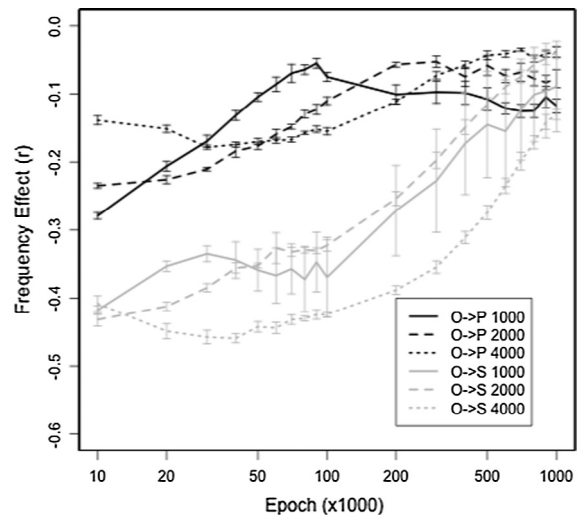 Frequency Effect (r)
0.0
-0.1
-0.2
-0.3
-0.4
-0.5
-0.6
O->P 1000
O->P 2000
O->P 4000
O->S 1000
O->S 2000
O->S 4000
10 20 50 100 200 500 1000
Epoch (x1000)